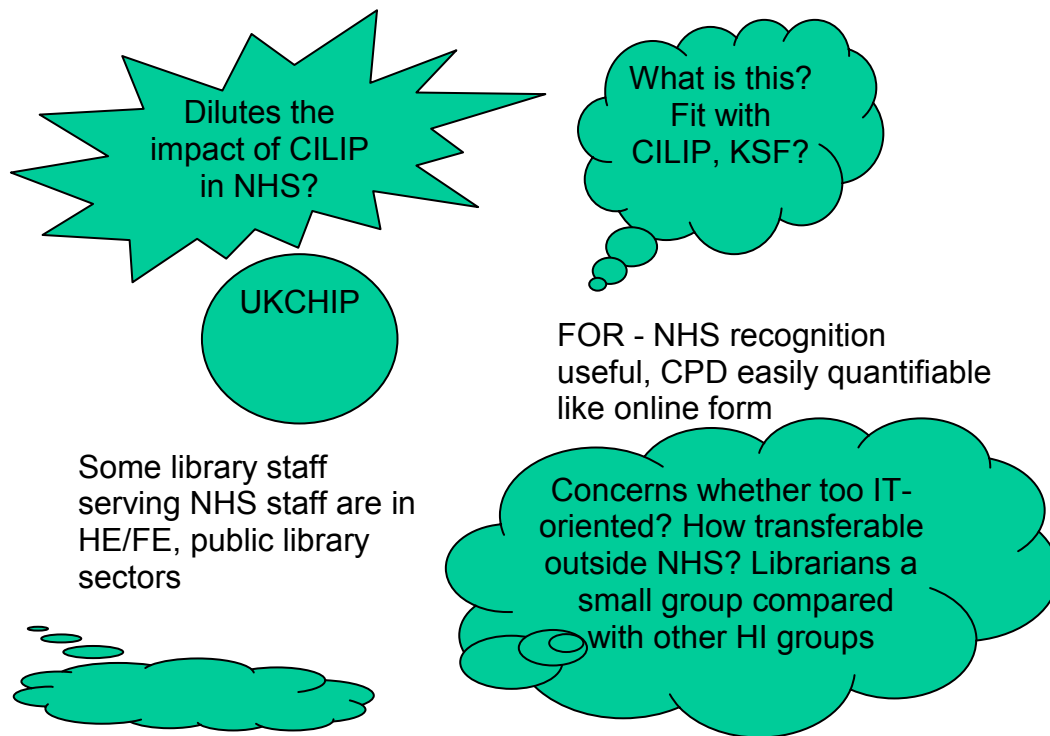 Dilutes the
impact of CILIP
in NHS?
What is this?
Fit with
CILIP, KSF?
UKCHIP
FOR - NHS recognition
useful, CPD easily quantifiable
like online form
Some library staff
serving NHS staff are in
HE/FE, public library
sectors
Concerns whether too IT-
oriented? How transferable
outside NHS? Librarians a
small group compared
with other HI groups